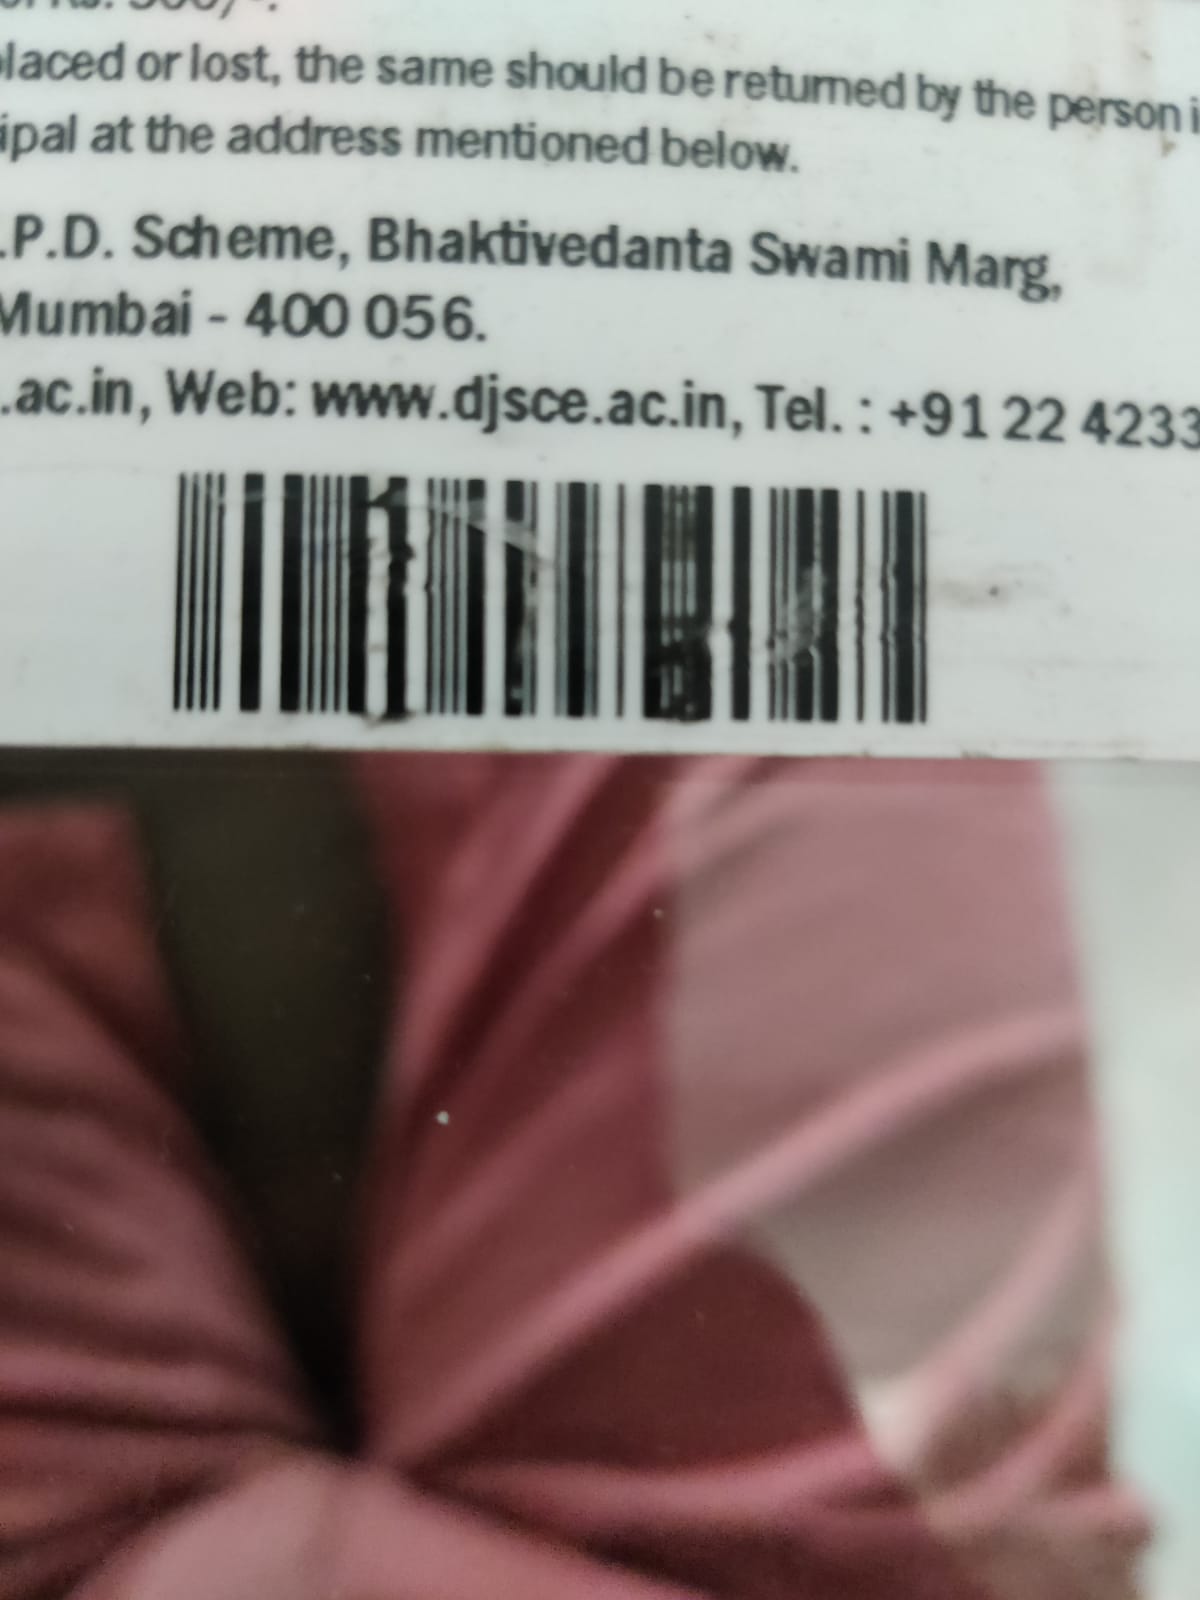 laced or lost, the same should be returned by the person i
ipal at the address mentioned below.
.P.D. Scheme, Bhaktivedanta Swami Marg,
Mumbai - 400 056.
.ac.in, Web: www.djsce.ac.in, Tel. : +91 22 4233